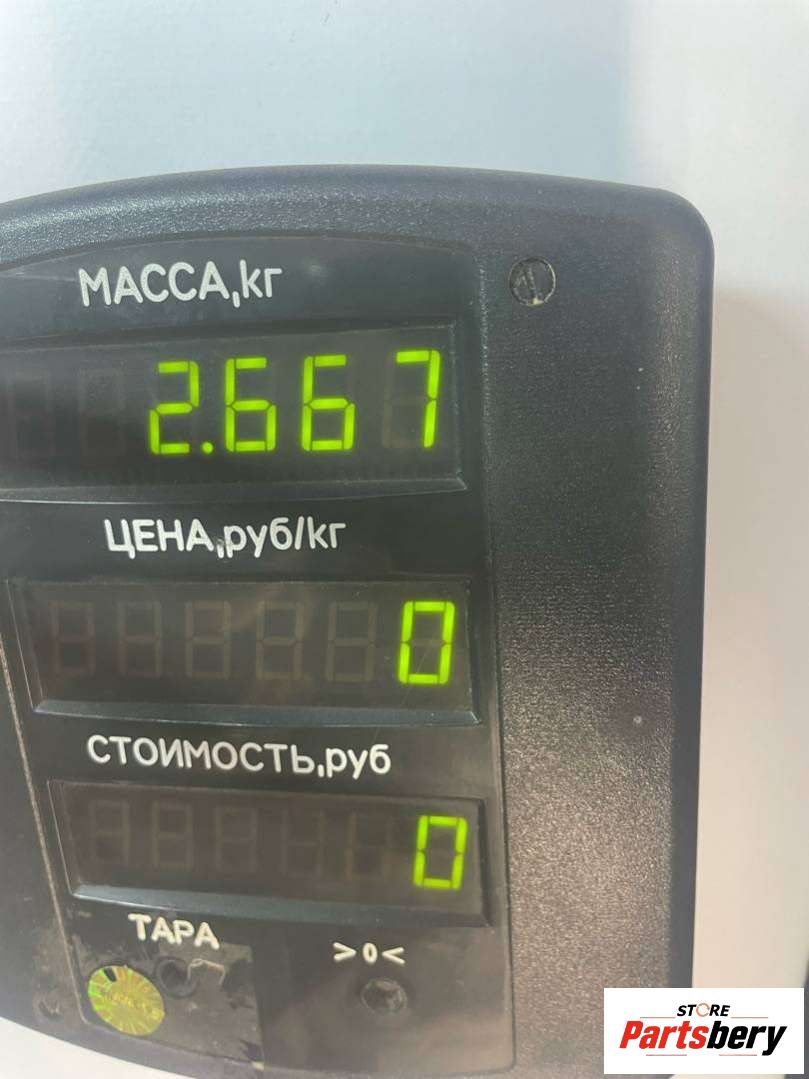 МАССА,кг
2.667
ЦЕНА,руб/кг
0
СТОИМОСТЬ,руб
0
ТАРА
>0<
STORE
Partsbery